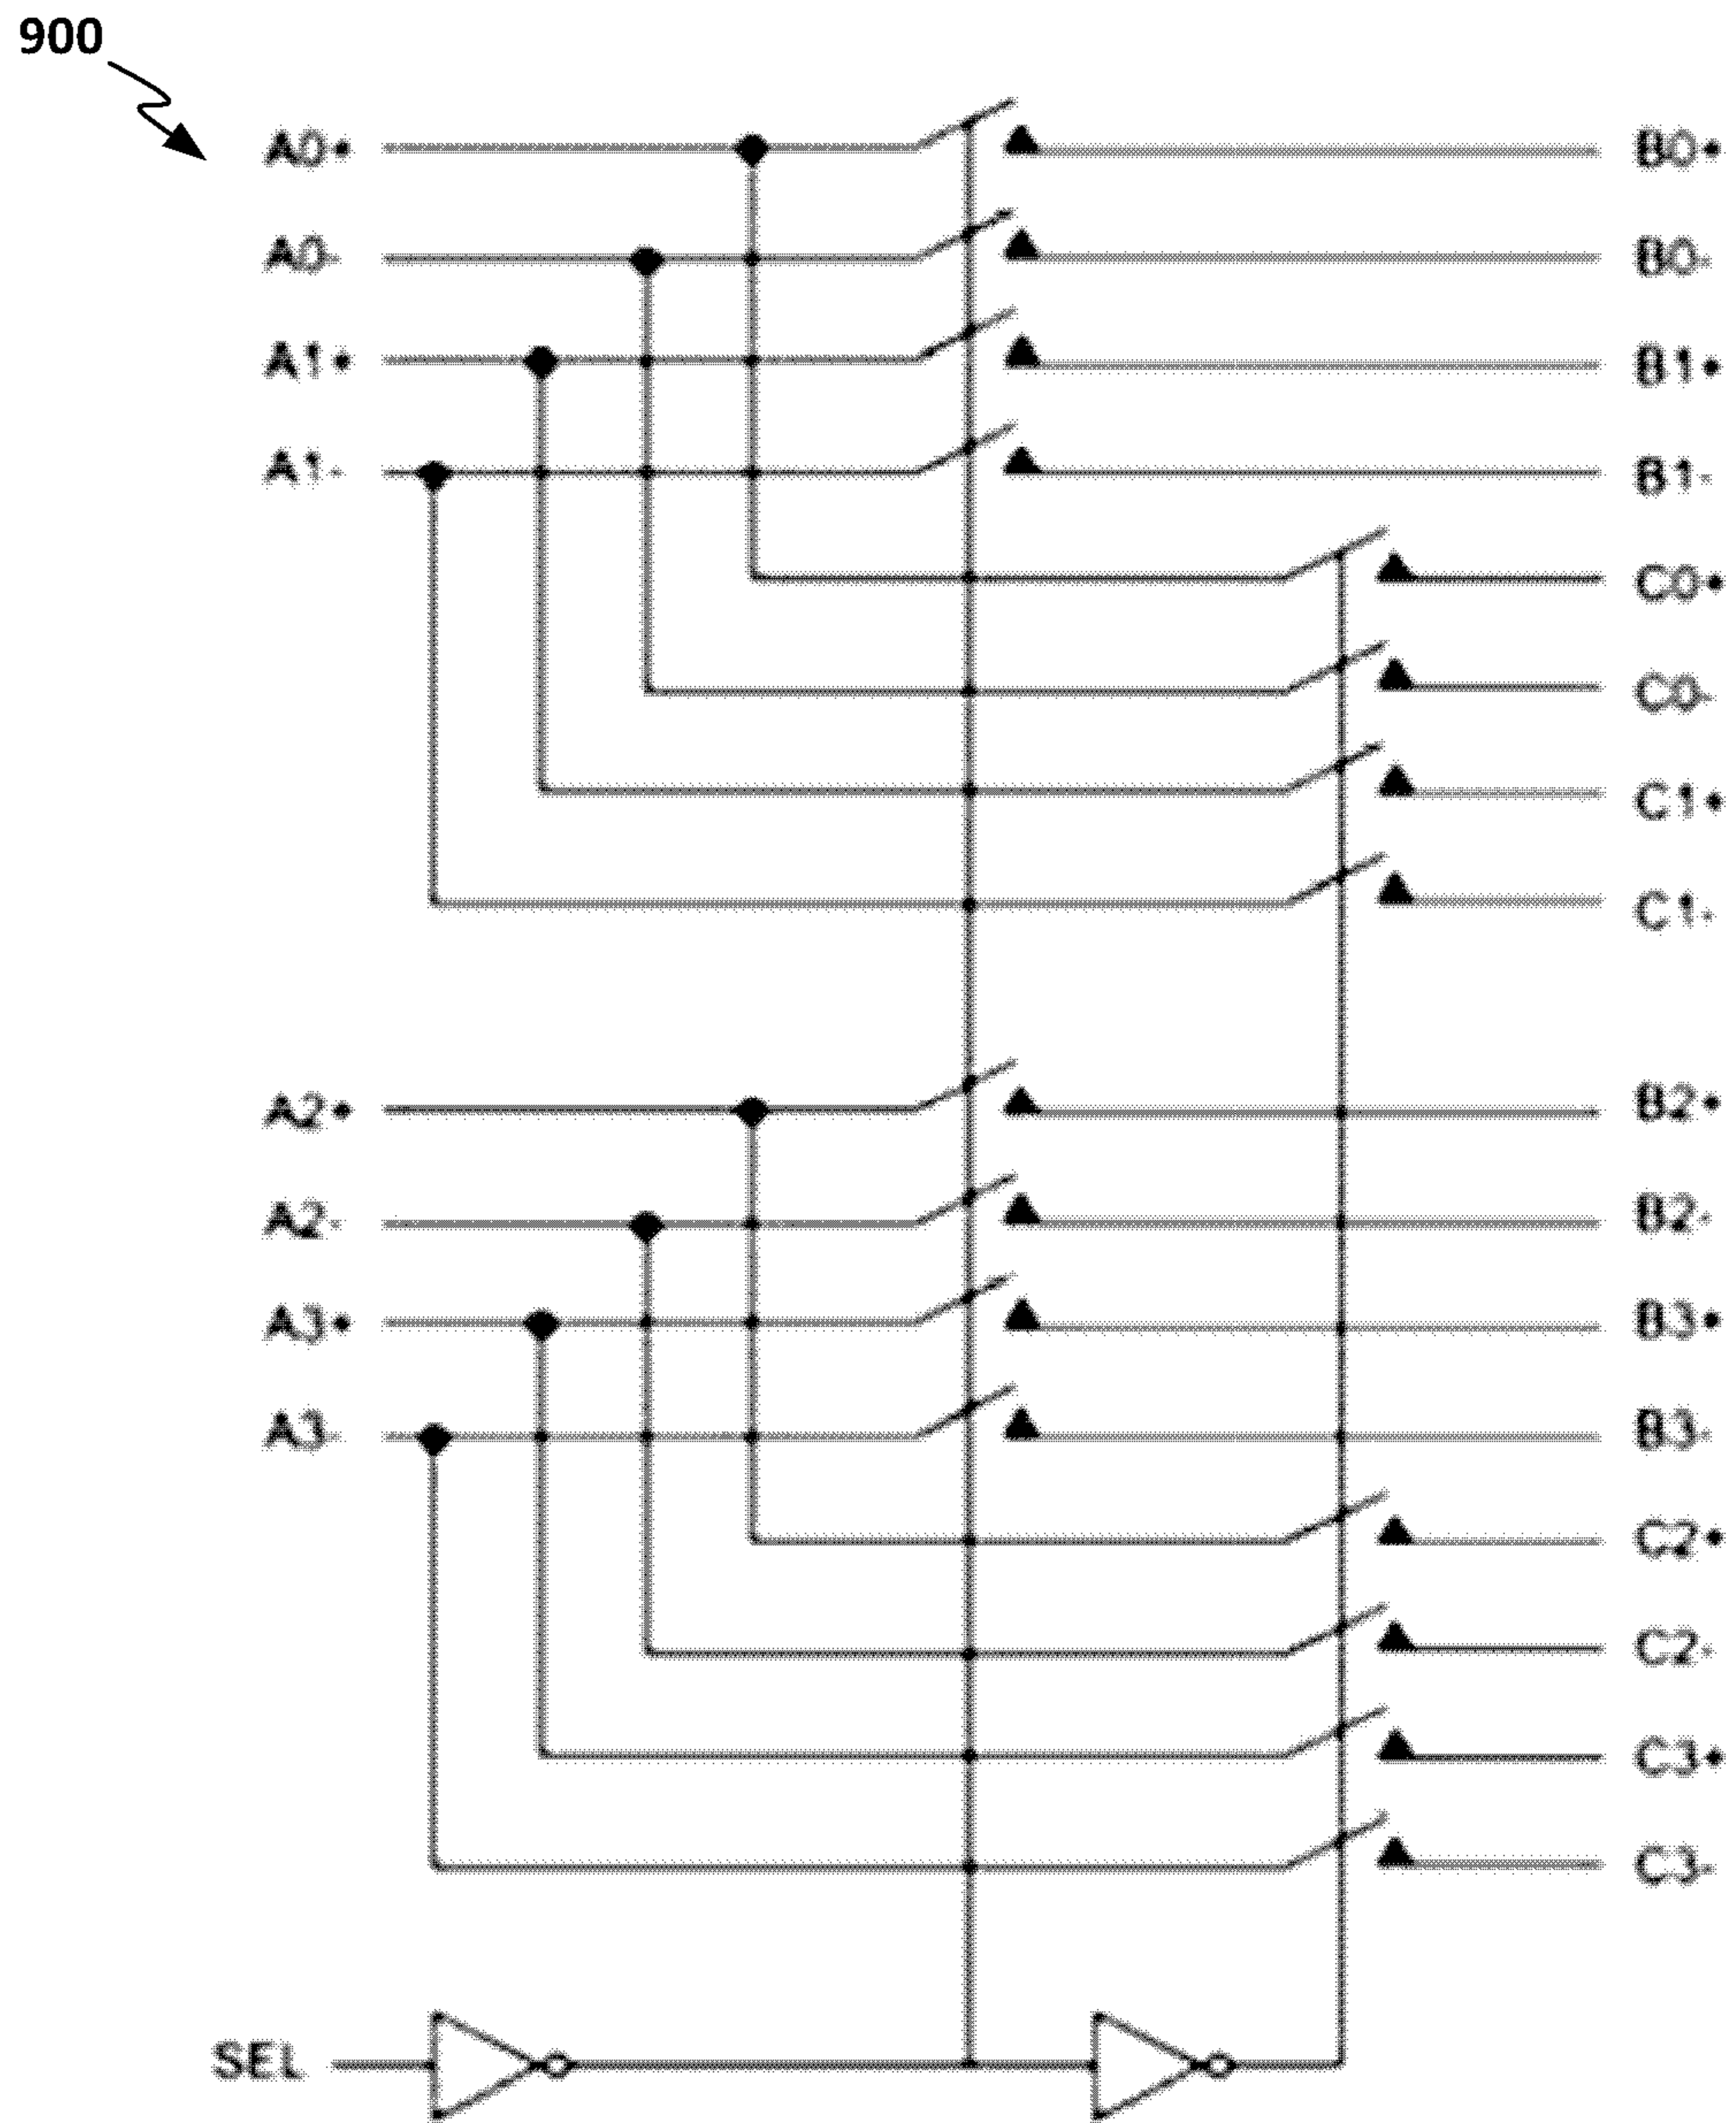 900
A0+ B0+
A0- B0-
A1+ B1+
A1- B1-
C0+
C0-
C1+
C1-
A2+ B2+
A2- B2-
A3+ B3+
A3- B3-
C2+
C2-
C3+
C3-
SEL